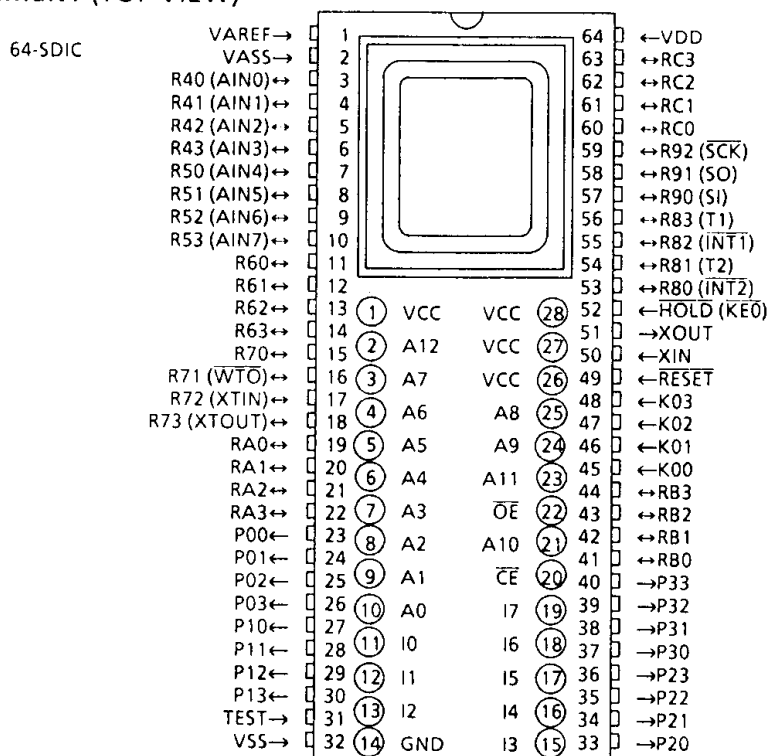 (TOP VIEW)
64-SDIC
VAREF→ 1
VASS→ 2
R40 (AIN0)↔ 3
R41 (AIN1)↔ 4
R42 (AIN2)↔ 5
R43 (AIN3)↔ 6
R50 (AIN4)↔ 7
R51 (AIN5)↔ 8
R52 (AIN6)↔ 9
R53 (AIN7)↔ 10
R60↔ 11
R61↔ 12
R62↔ 13
R63↔ 14
R70↔ 15
R71 (W̅T̅O̅)↔ 16
R72 (XTIN)↔ 17
R73 (XTOUT)↔ 18
RA0↔ 19
RA1↔ 20
RA2↔ 21
RA3↔ 22
P00← 23
P01← 24
P02← 25
P03← 26
P10← 27
P11← 28
P12← 29
P13← 30
TEST→ 31
VSS→ 32
① VCC VCC ㉘
② A12 VCC ㉗
③ A7 VCC ㉖
④ A6 A8 ㉕
⑤ A5 A9 ㉔
⑥ A4 A11 ㉓
⑦ A3 O̅E̅ ㉒
⑧ A2 A10 ㉑
⑨ A1 C̅E̅ ⑳
⑩ A0 I7 ⑲
⑪ I0 I6 ⑱
⑫ I1 I5 ⑰
⑬ I2 I4 ⑯
⑭ GND I3 ⑮
64 ←VDD
63 ↔RC3
62 ↔RC2
61 ↔RC1
60 ↔RC0
59 ↔R92 (S̅C̅K̅)
58 ↔R91 (SO)
57 ↔R90 (SI)
56 ↔R83 (T1)
55 ↔R82 (I̅N̅T̅1̅)
54 ↔R81 (T2)
53 ↔R80 (I̅N̅T̅2̅)
52 ←H̅O̅L̅D̅ (K̅E̅0̅)
51 →XOUT
50 ←XIN
49 ←R̅E̅S̅E̅T̅
48 ←K03
47 ←K02
46 ←K01
45 ←K00
44 ↔RB3
43 ↔RB2
42 ↔RB1
41 ↔RB0
40 →P33
39 →P32
38 →P31
37 →P30
36 →P23
35 →P22
34 →P21
33 →P20